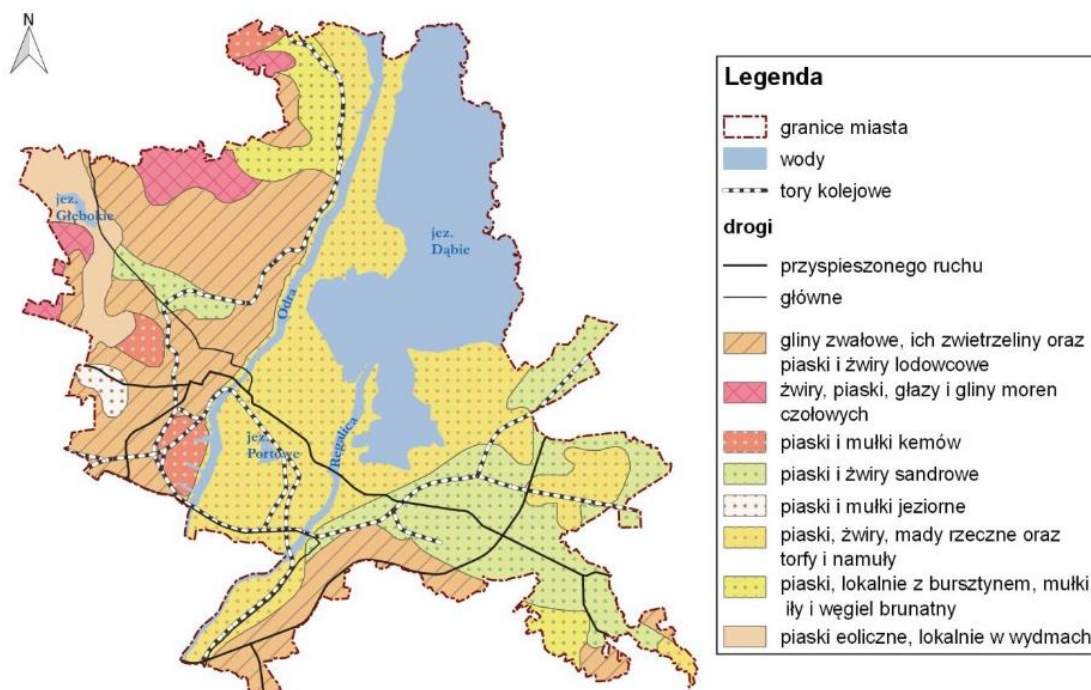 N
jez.
Głębokie
jez.
Dąbie
Odra
jez.
Portowe
Regalica
Legenda
granice miasta
wody
tory kolejowe
drogi
przyspieszonego ruchu
główne
gliny zwałowe, ich zwietrzeliny oraz
piaski i żwiry lodowcowe
żwiry, piaski, głazy i gliny moren
czołowych
piaski i mułki kemów
piaski i żwiry sandrowe
piaski i mułki jeziorne
piaski, żwiry, mady rzeczne oraz
torfy i namuły
piaski, lokalnie z bursztynem, mułki
iły i węgiel brunatny
piaski eoliczne, lokalnie w wydmach